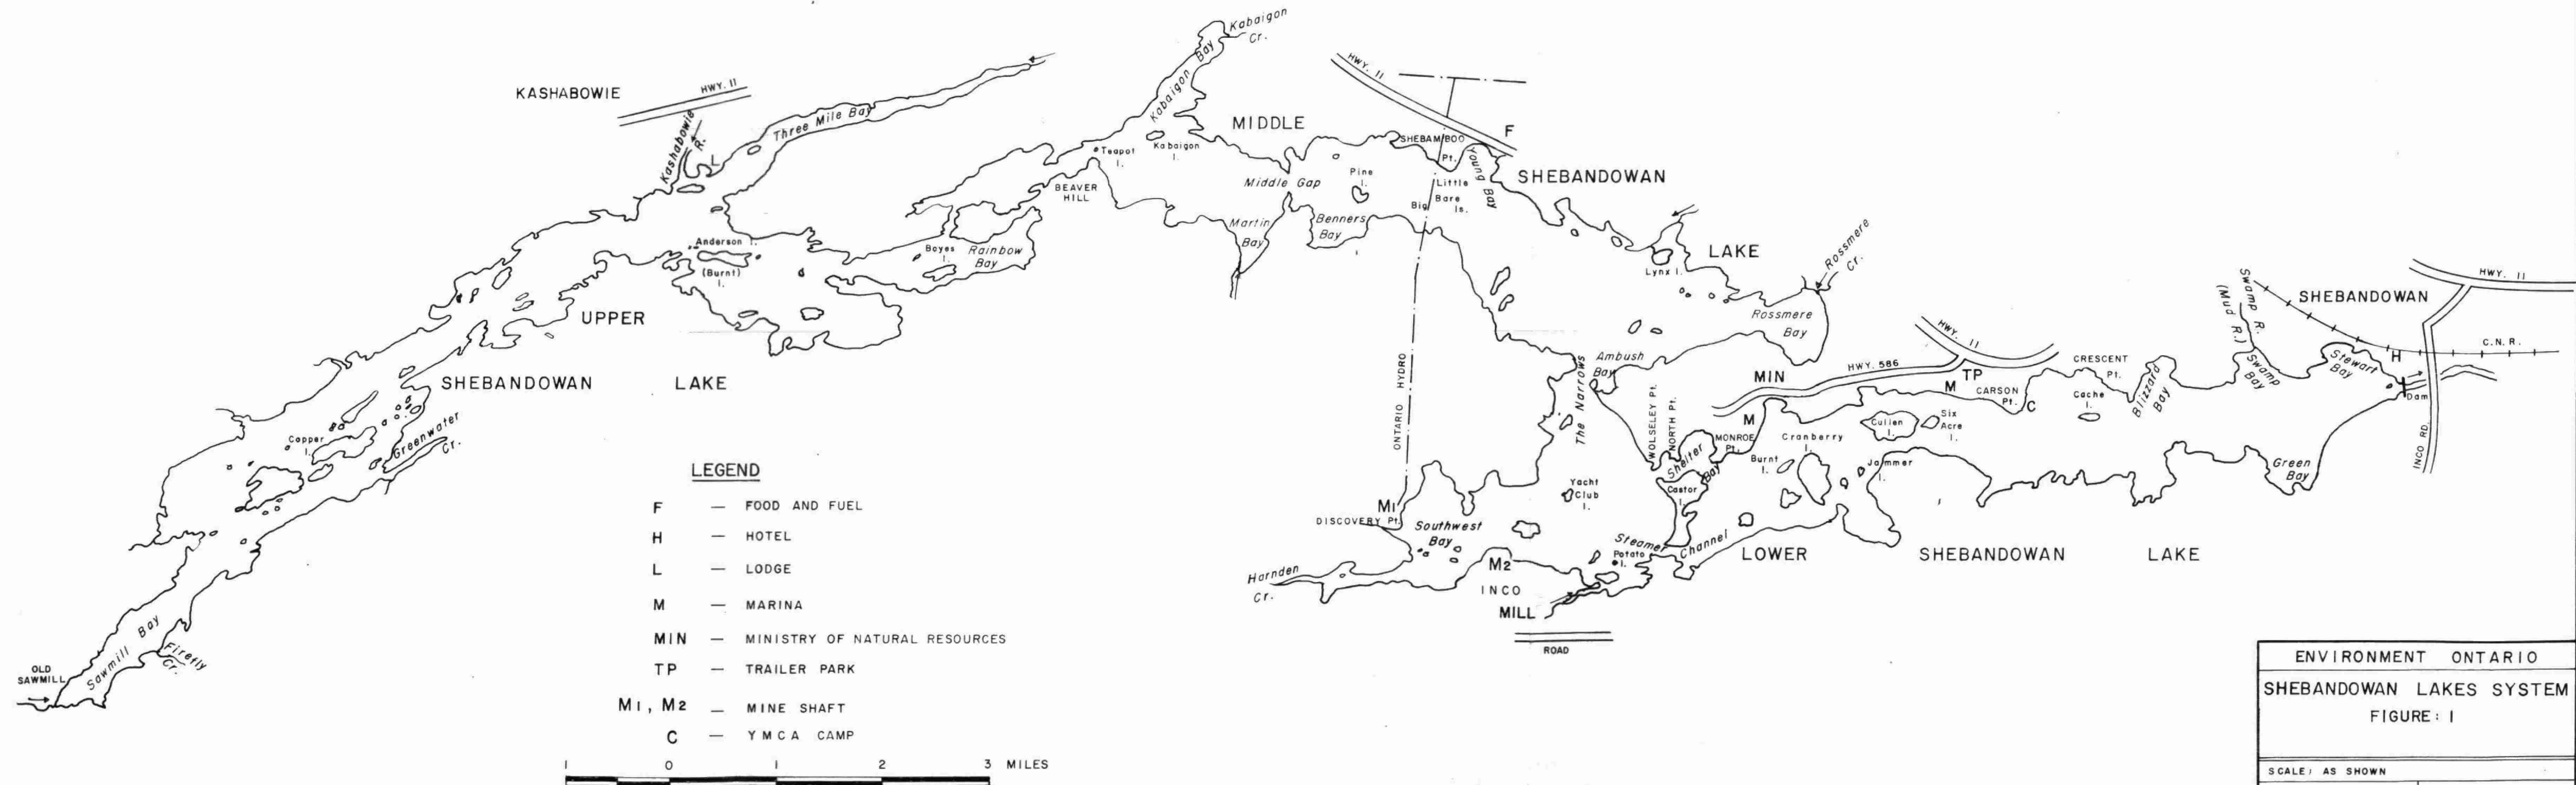 KASHABOWIE
HWY. 11
Kashabowie
R.
L
Three Mile Bay
Kabaigon
Cr.
Kabaigon Bay
Teapot
I.
Kabaigon
I.
BEAVER
HILL
MIDDLE
SHEBANDOWAN
LAKE
HWY. 11
F
SHEBAMBOO
Pt.
Young Bay
Middle Gap
Pine
I.
Little
Big
Bare
Is.
Martin
Bay
Benners
Bay
Lynx I.
Rossmere
Cr.
Rossmere
Bay
Anderson I.
(Burnt)
I.
Boyes
I.
Rainbow
Bay
UPPER
SHEBANDOWAN
LAKE
Copper
I.
Greenwater
Cr.
Sawmill Bay
Firefly
Cr.
OLD
SAWMILL
ONTARIO HYDRO
The Narrows
Ambush
Bay
WOLSELEY Pt.
NORTH Pt.
MIN
HWY. 586
HWY. 11
TP
M
M
CARSON
Pt.
C
CRESCENT
Pt.
Cache
I.
Blizzard
Bay
Swamp R.
(Mud R.)
Swamp
Bay
SHEBANDOWAN
HWY. 11
C.N.R.
H
Stewart
Bay
Dam
INCO RD.
Green
Bay
Shelter
Bay
MONROE
Pt.
Castor
I.
Cranberry
I.
Burnt
I.
Cullen
I.
Six
Acre
I.
Jammer
I.
Yacht
Club
I.
M1
DISCOVERY Pt.
Southwest
Bay
Harnden
Cr.
M2
INCO
MILL
ROAD
Steamer Channel
Potato
I.
LOWER
SHEBANDOWAN
LAKE
LEGEND
F — FOOD AND FUEL
H — HOTEL
L — LODGE
M — MARINA
MIN — MINISTRY OF NATURAL RESOURCES
TP — TRAILER PARK
M1, M2 — MINE SHAFT
C — YMCA CAMP
1 0 1 2 3 MILES
ENVIRONMENT ONTARIO
SHEBANDOWAN LAKES SYSTEM
FIGURE: 1
SCALE: AS SHOWN